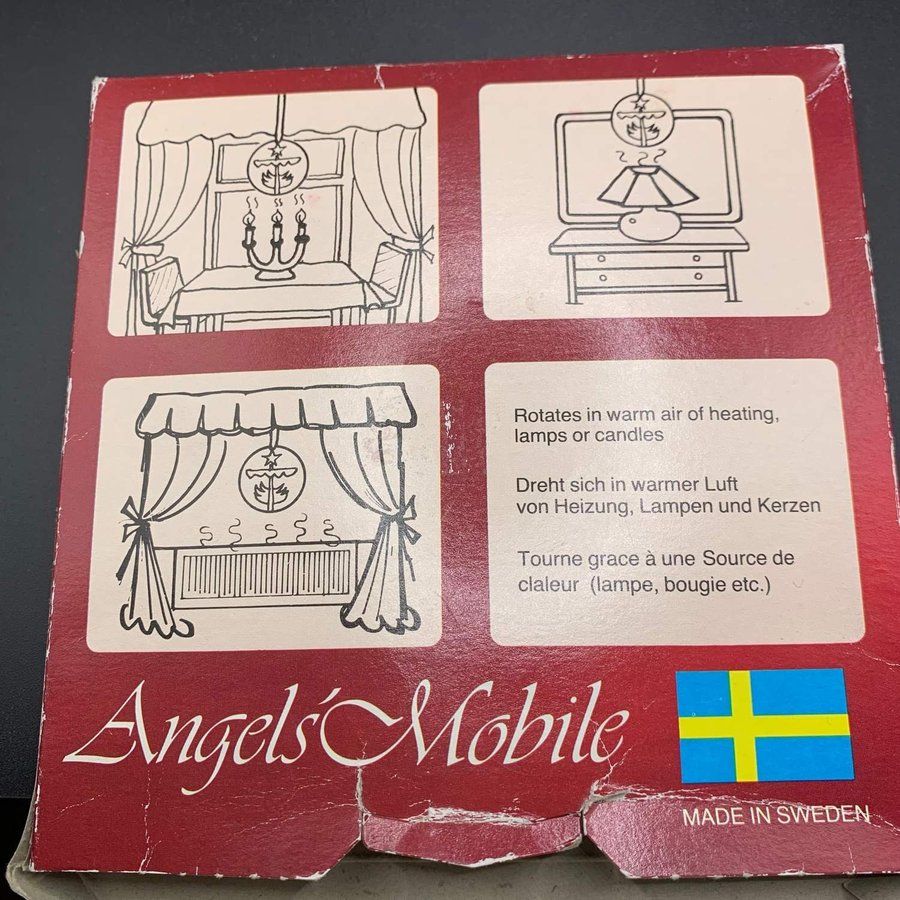 Rotates in warm air of heating,
lamps or candles
Dreht sich in warmer Luft
von Heizung, Lampen und Kerzen
Tourne grace à une Source de
claleur (lampe, bougie etc.)
Angels' Mobile
MADE IN SWEDEN